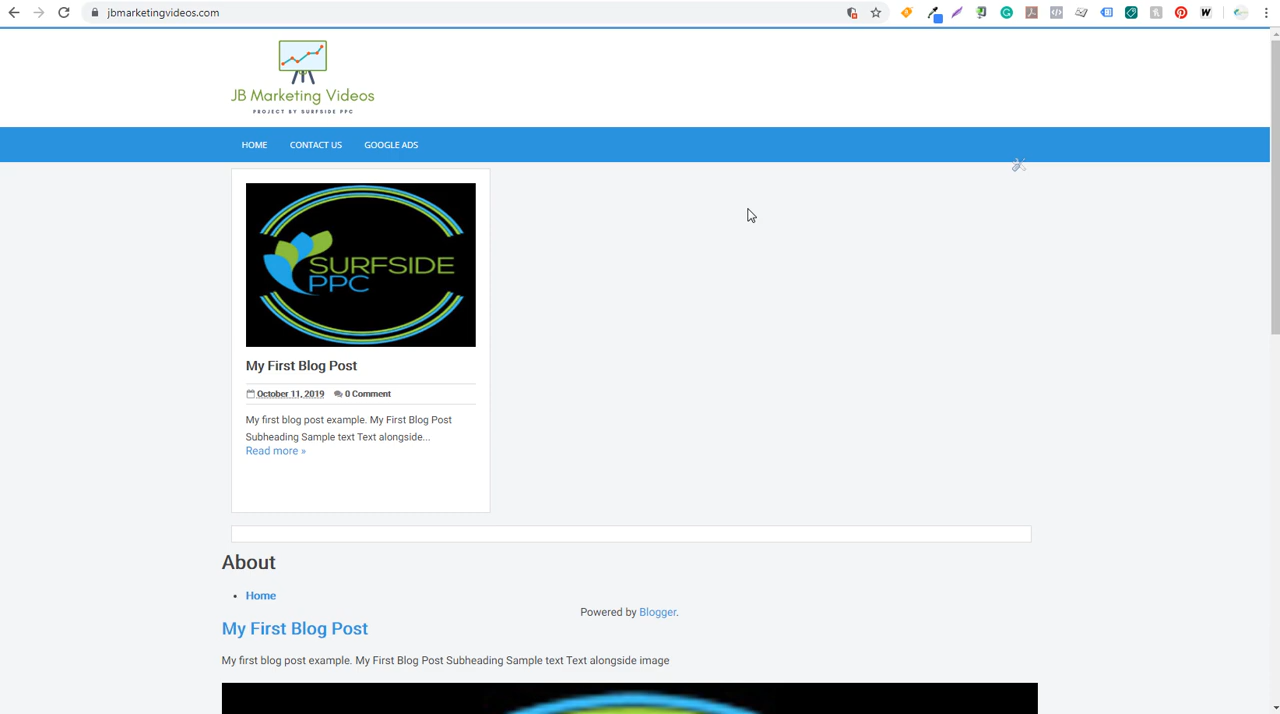 jbmarketingvideos.com
JB Marketing Videos
PROJECT BY SURFSIDE PPC
HOME CONTACT US GOOGLE ADS
SURFSIDE
PPC
My First Blog Post
October 11, 2019 0 Comment
My first blog post example. My First Blog Post
Subheading Sample text Text alongside...
Read more »
About
Home
Powered by Blogger.
My First Blog Post
My first blog post example. My First Blog Post Subheading Sample text Text alongside image